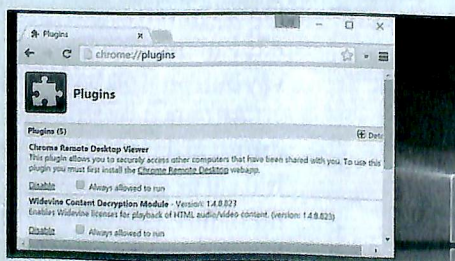 Plugins
chrome://plugins
Plugins
Plugins (5)
Chrome Remote Desktop Viewer
This plugin allows you to securely access other computers that have been shared with you. To use this
plugin you must first install the Chrome Remote Desktop webapp.
Disable Always allowed to run
Widevine Content Decryption Module - Version: 1.4.8.823
Enables Widevine licenses for playback of HTML audio/video content. (version: 1.4.8.823)
Disable Always allowed to run